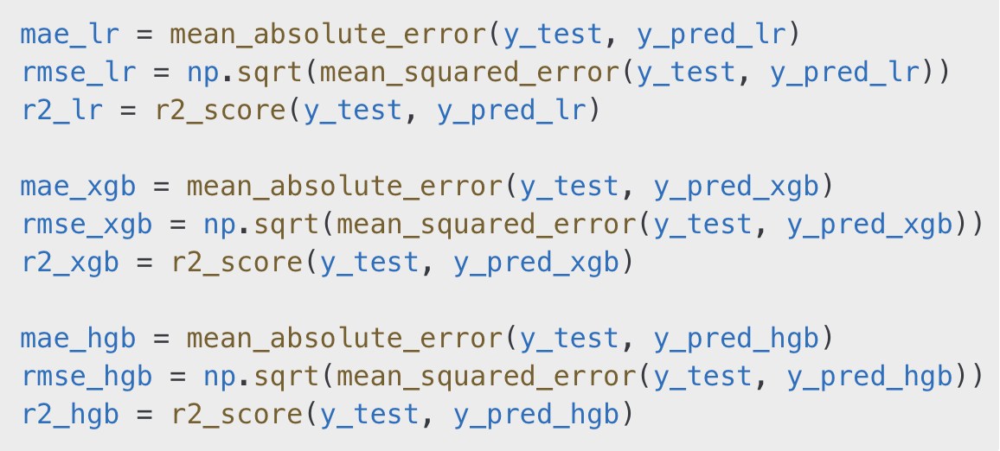 mae_lr = mean_absolute_error(y_test, y_pred_lr)
rmse_lr = np.sqrt(mean_squared_error(y_test, y_pred_lr))
r2_lr = r2_score(y_test, y_pred_lr)
mae_xgb = mean_absolute_error(y_test, y_pred_xgb)
rmse_xgb = np.sqrt(mean_squared_error(y_test, y_pred_xgb))
r2_xgb = r2_score(y_test, y_pred_xgb)
mae_hgb = mean_absolute_error(y_test, y_pred_hgb)
rmse_hgb = np.sqrt(mean_squared_error(y_test, y_pred_hgb))
r2_hgb = r2_score(y_test, y_pred_hgb)